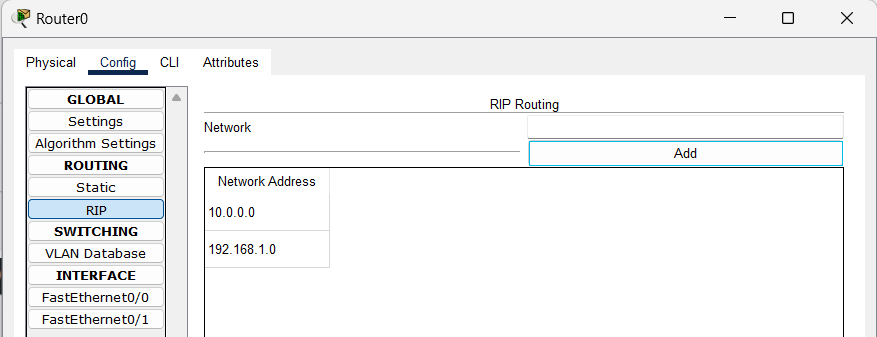 Router0
Physical Config CLI Attributes
GLOBAL
Settings
Algorithm Settings
ROUTING
Static
RIP
SWITCHING
VLAN Database
INTERFACE
FastEthernet0/0
FastEthernet0/1
RIP Routing
Network
Add
Network Address
10.0.0.0
192.168.1.0